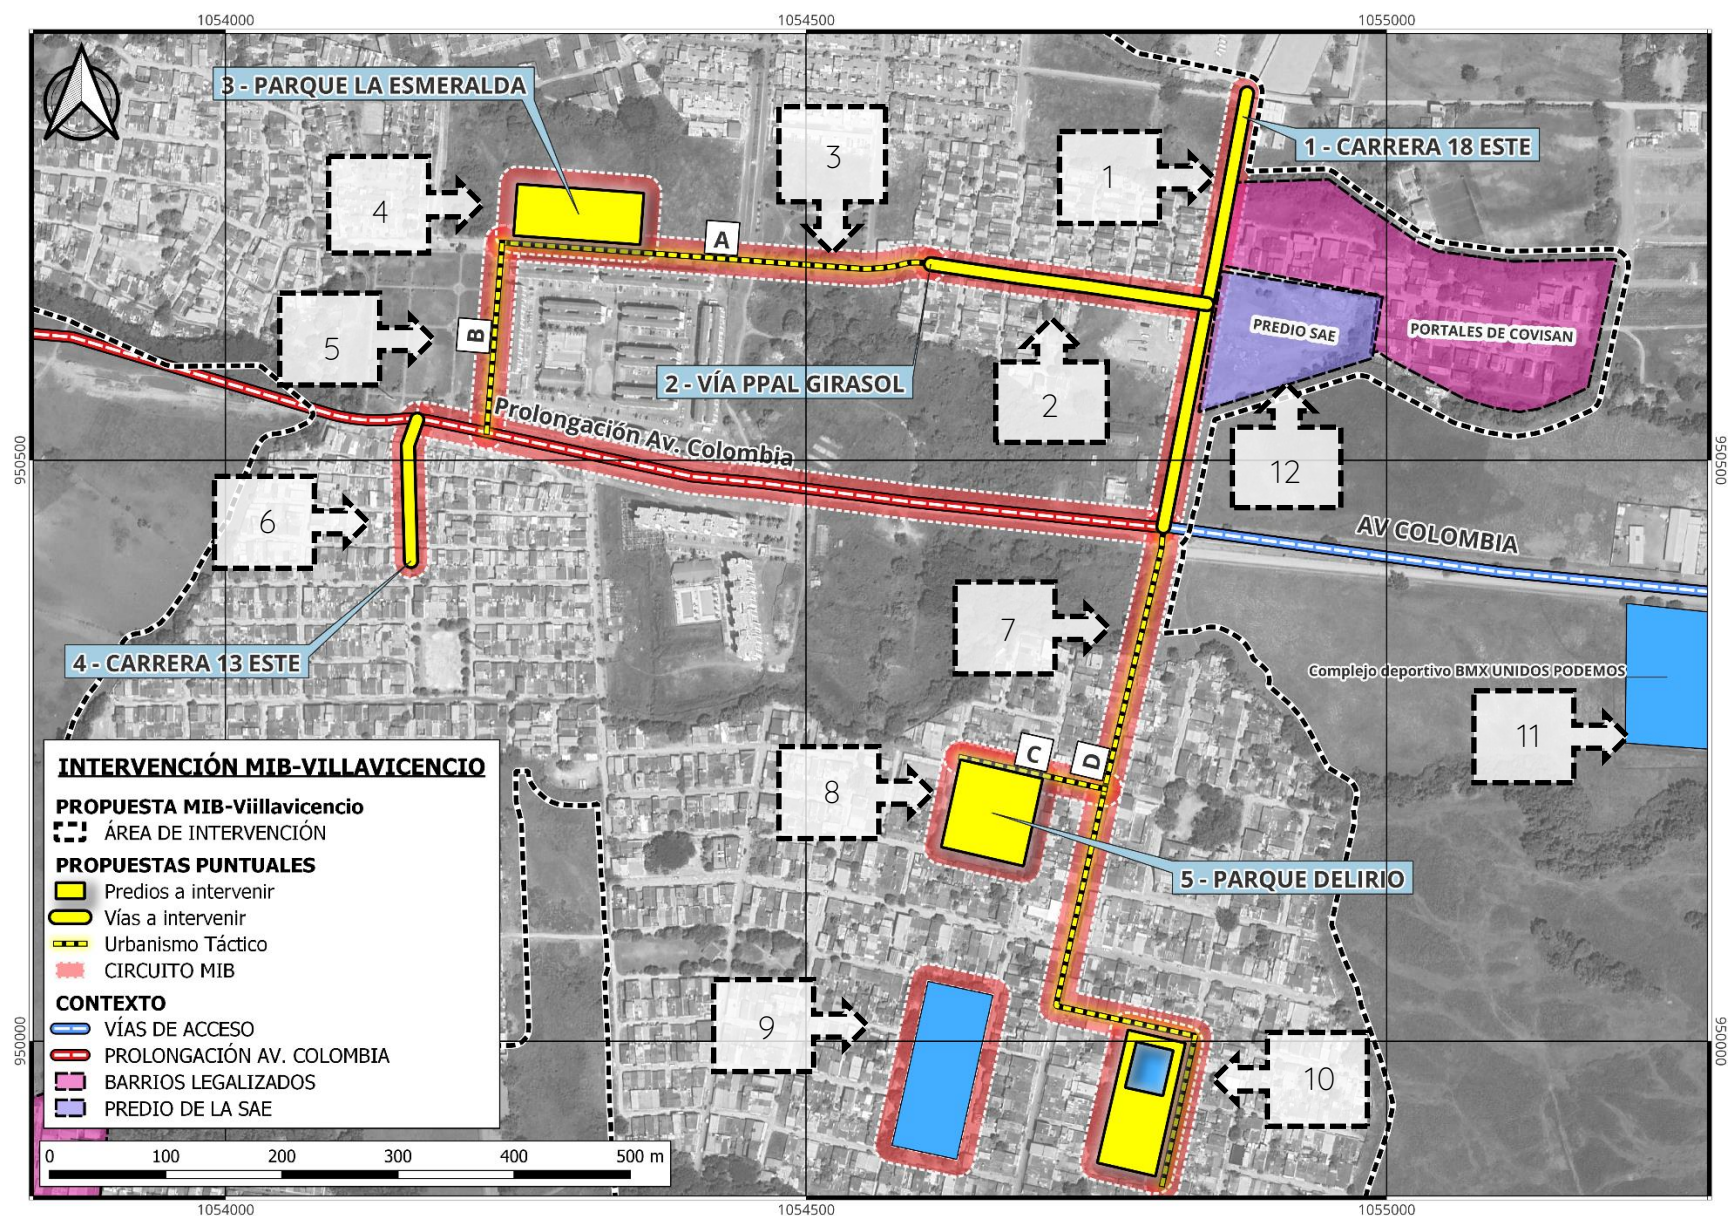 1054000
1054500
1055000
3 - PARQUE LA ESMERALDA
3
1
1 - CARRERA 18 ESTE
4
A
5
B
PREDIO SAE
PORTALES DE COVISAN
2 - VÍA PPAL GIRASOL
2
Prolongación Av. Colombia
950500
950500
12
6
AV COLOMBIA
7
4 - CARRERA 13 ESTE
Complejo deportivo BMX UNIDOS PODEMOS
11
C
D
8
5 - PARQUE DELIRIO
9
10
950000
INTERVENCIÓN MIB-VILLAVICENCIO
PROPUESTA MIB-Viillavicencio
ÁREA DE INTERVENCIÓN
PROPUESTAS PUNTUALES
Predios a intervenir
Vías a intervenir
Urbanismo Táctico
CIRCUITO MIB
CONTEXTO
VÍAS DE ACCESO
PROLONGACIÓN AV. COLOMBIA
BARRIOS LEGALIZADOS
PREDIO DE LA SAE
950000
0 100 200 300 400 500 m
1054000
1054500
1055000